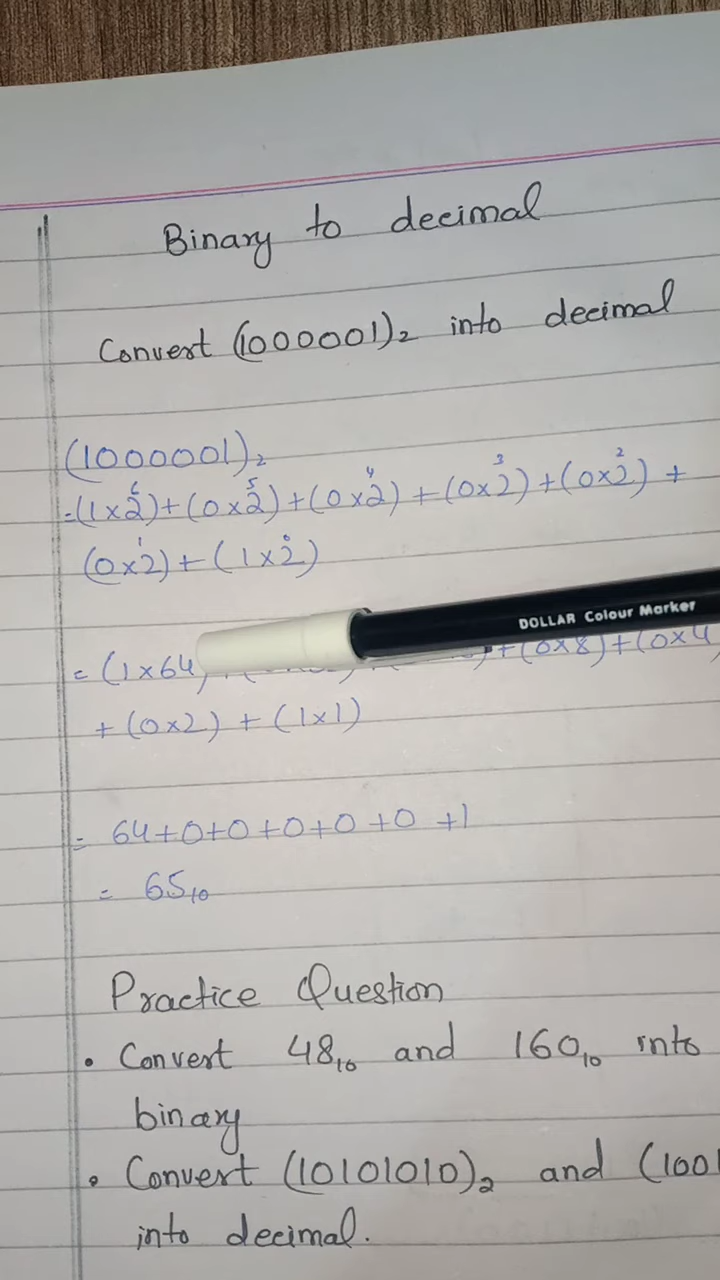 Binary to decimal
Convert (1000001)₂ into decimal
(1000001)₂
=(1×2⁶)+(0×2⁵)+(0×2⁴)+(0×2³)+(0×2²)+
(0×2¹)+(1×2⁰)
DOLLAR Colour Marker
= (1×64) +(0×8)+(0×4
+(0×2)+(1×1)
= 64+0+0+0+0+0+1
= 65₁₀
Practice Question
• Convert 48₁₀ and 160₁₀ into
binary
• Convert (10101010)₂ and (1001
into decimal.